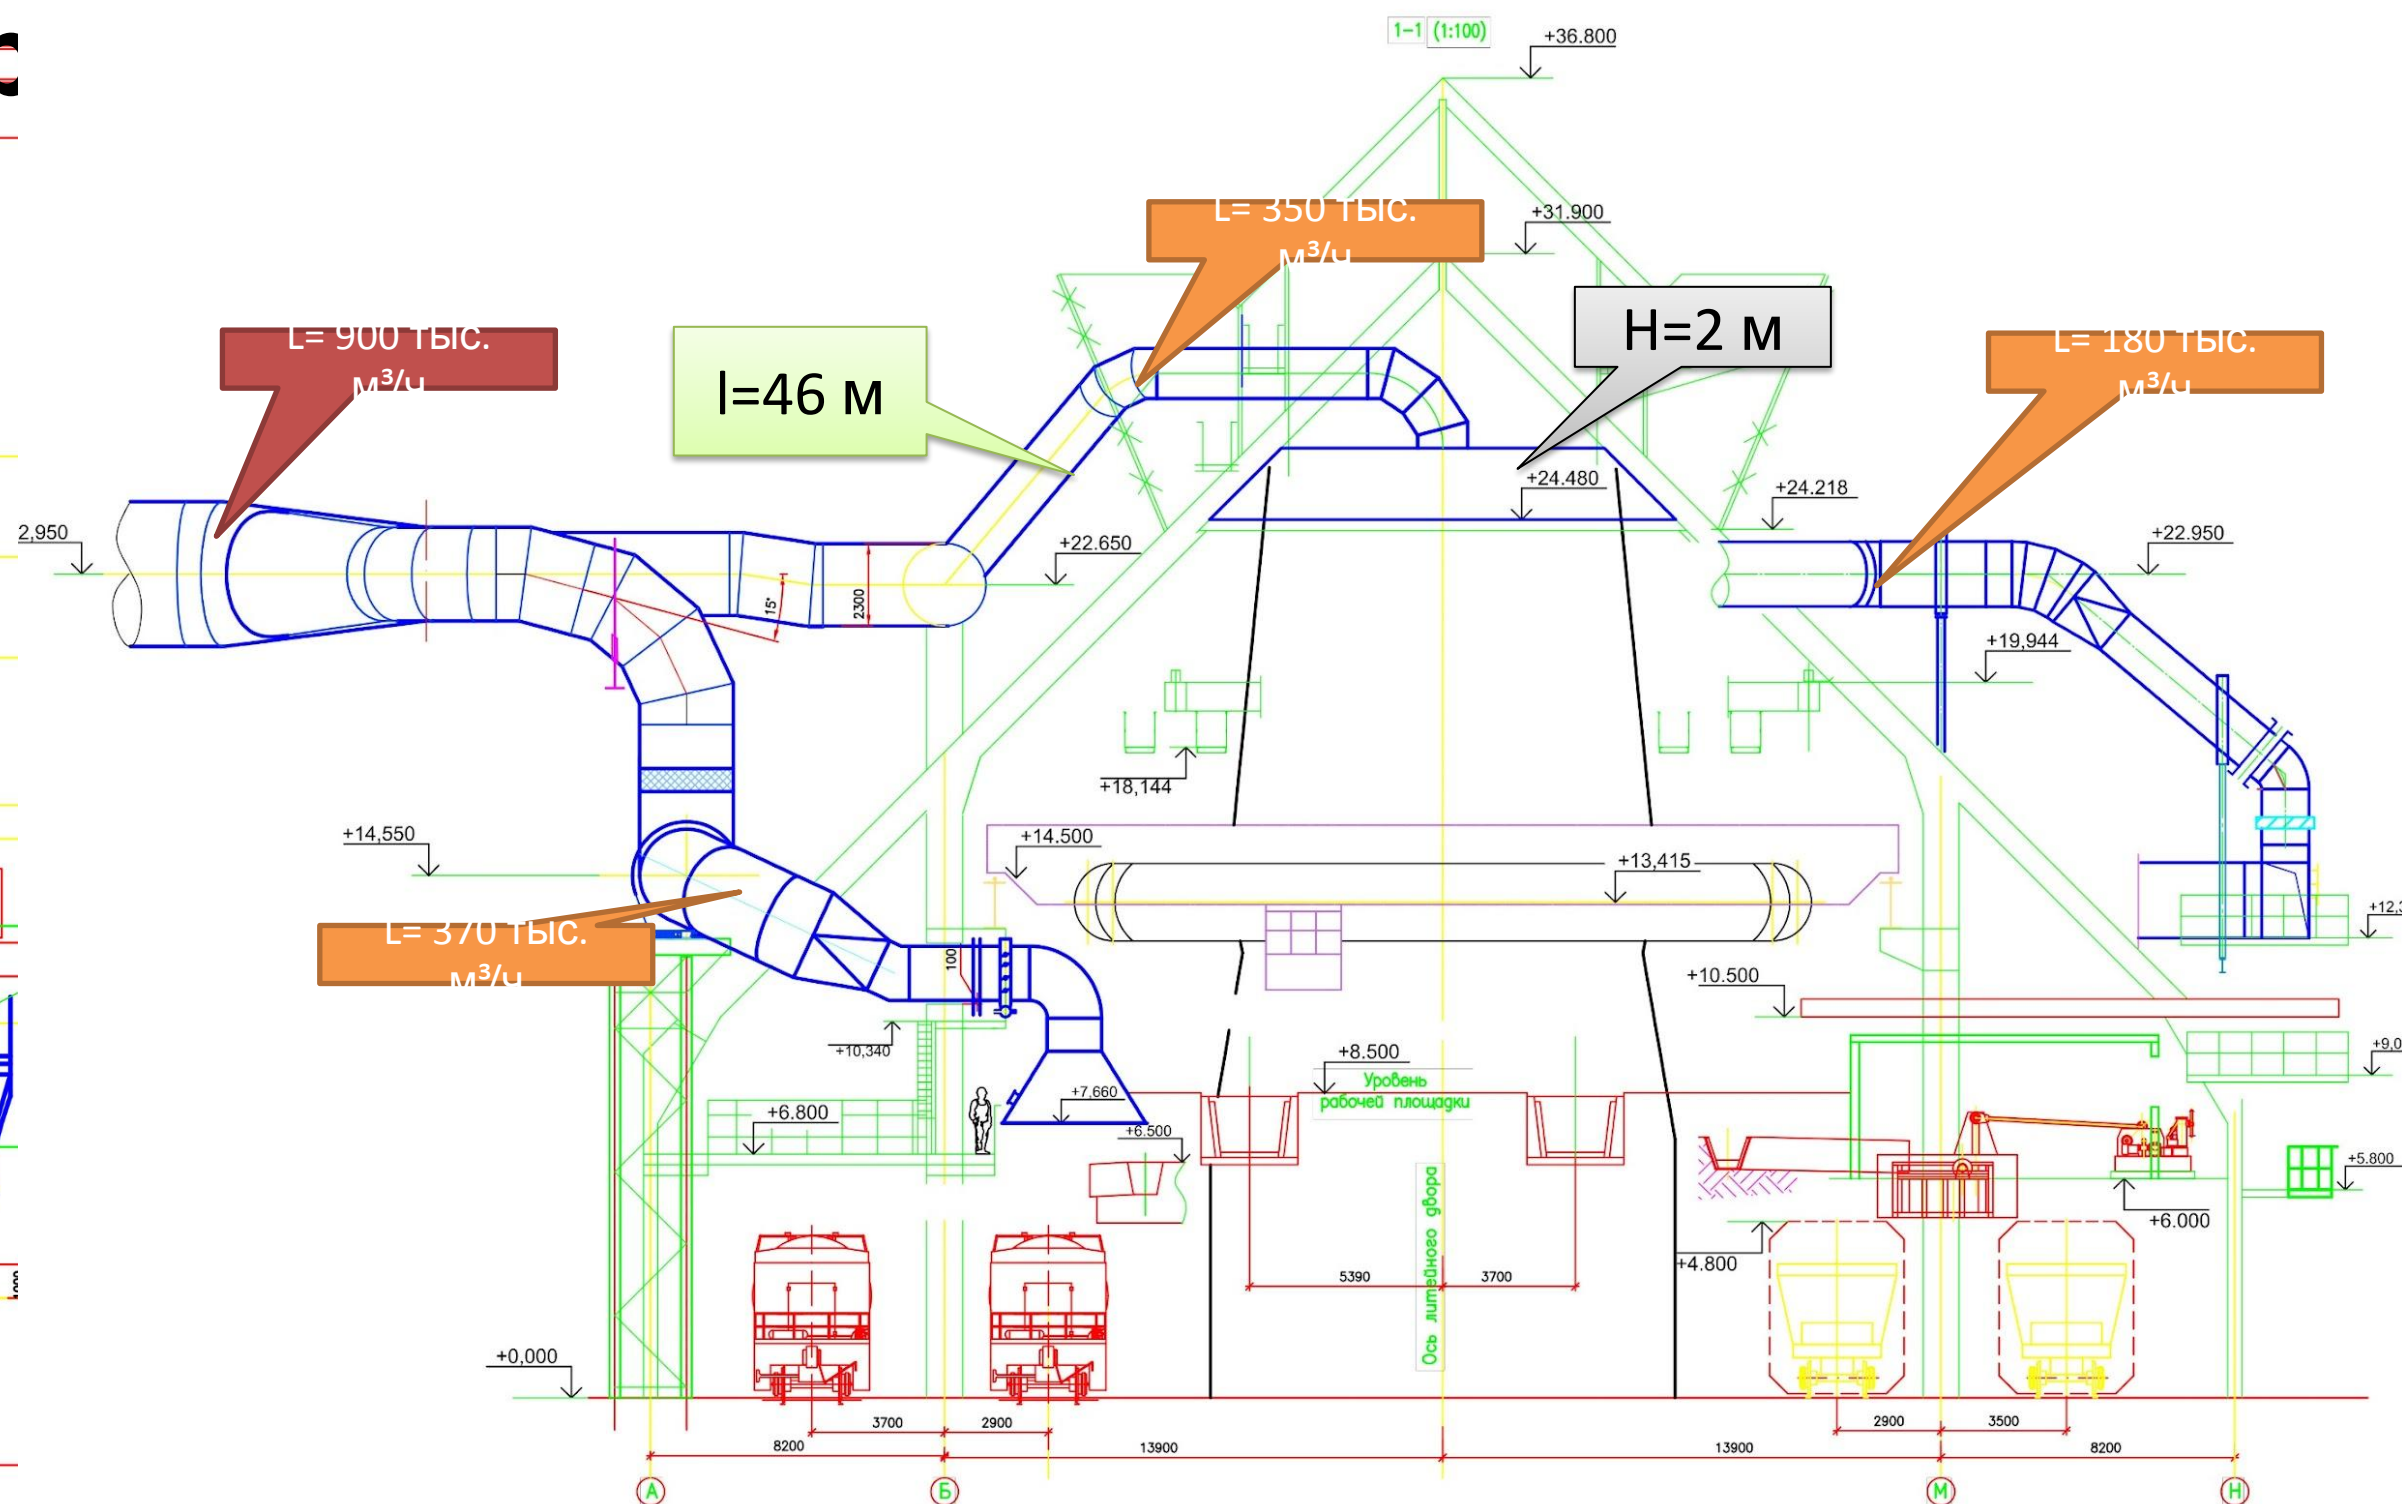 1-1 (1:100)
+36.800
L= 350 тыс.
м³/ч
+31.900
L= 900 тыс.
м³/ч
l=46 м
H=2 м
L= 180 тыс.
м³/ч
+24.480
+24.218
2,950
+22.650
+22.950
15°
2300
+19,944
+18,144
+14,550
+14.500
+13,415
L= 370 тыс.
м³/ч
100
+12,3
+10.500
+10,340
+8.500
+9,0
Уровень
рабочей площадки
+7,660
+6.800
+6.500
+5.800
+6.000
Ось литейного двора
+4.800
5390
3700
+0,000
3700
2900
2900
3500
8200
13900
13900
8200
А
Б
М
Н